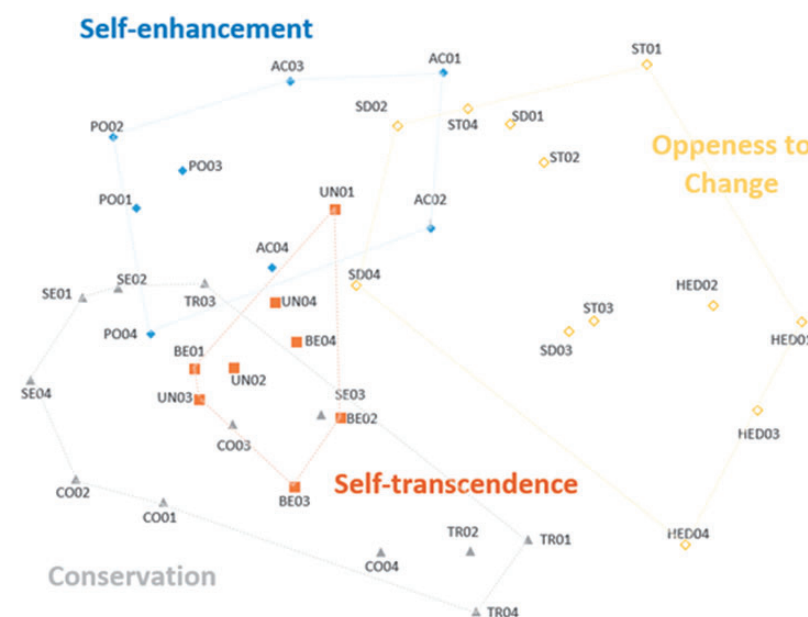 Self-enhancement
AC03
AC01
ST01
PO02
SD02
ST04
SD01
ST02
Oppeness to
Change
PO03
PO01
UN01
AC02
AC04
SE02
SE01
TR03
SD04
UN04
HED02
ST03
PO04
SD03
HED01
BE01
BE04
UN02
SE04
UN03
SE03
BE02
CO03
HED03
CO02
BE03
Self-transcendence
CO01
TR02
TR01
HED04
CO04
Conservation
TR04